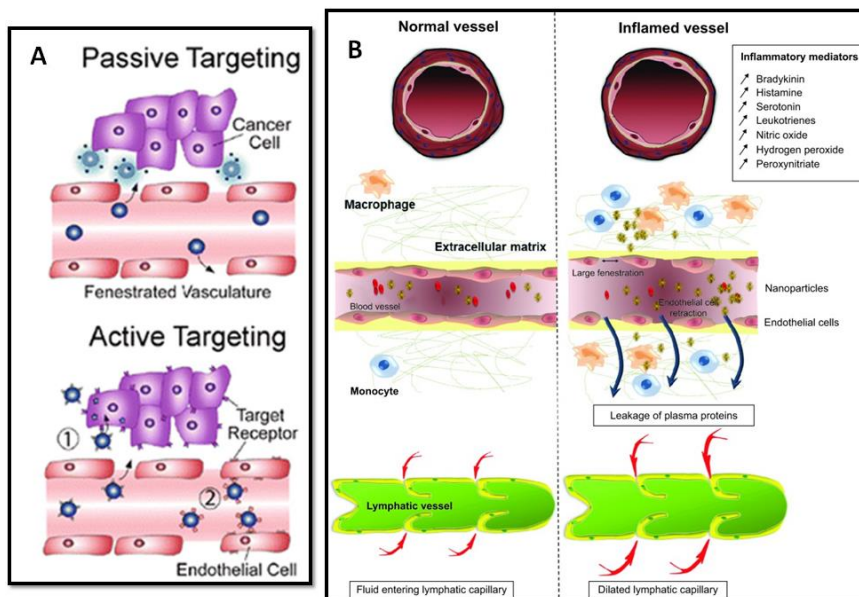 A
Passive Targeting
Cancer
Cell
Fenestrated Vasculature
Active Targeting
①
Target
Receptor
②
Endothelial Cell
B
Normal vessel
Inflamed vessel
Inflammatory mediators
↗ Bradykinin
↗ Histamine
↗ Serotonin
↗ Leukotrienes
↗ Nitric oxide
↗ Hydrogen peroxide
↗ Peroxynitriate
Macrophage
Extracellular matrix
Large fenestration
Nanoparticles
Blood vessel
Endothelial cell
retraction
Endothelial cells
Monocyte
Leakage of plasma proteins
Lymphatic vessel
Fluid entering lymphatic capillary
Dilated lymphatic capillary